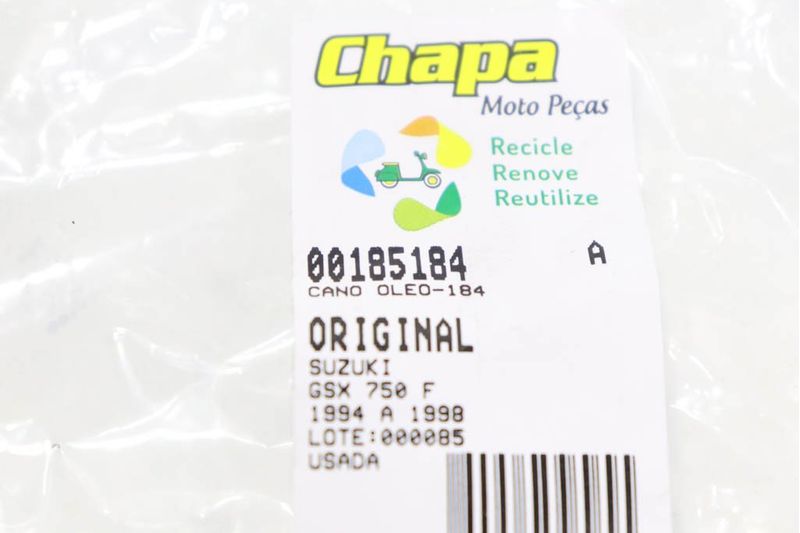 Chapa
Moto Peças
Recicle
Renove
Reutilize
00185184 A
CANO OLEO-184
ORIGINAL
SUZUKI
GSX 750 F
1994 A 1998
LOTE:000085
USADA